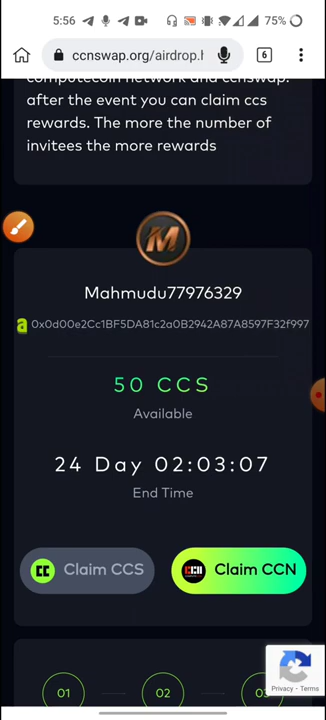 5:56
75%
ccnswap.org/airdrop.h
6
computecoin network and ccnswap.
after the event you can claim ccs
rewards. The more the number of
invitees the more rewards
Mahmudu77976329
0x0d00e2Cc1BF5DA81c2a0B2942A87A8597F32f997
50 CCS
Available
24 Day 02:03:07
End Time
Claim CCS
Claim CCN
01
02
03
Privacy - Terms